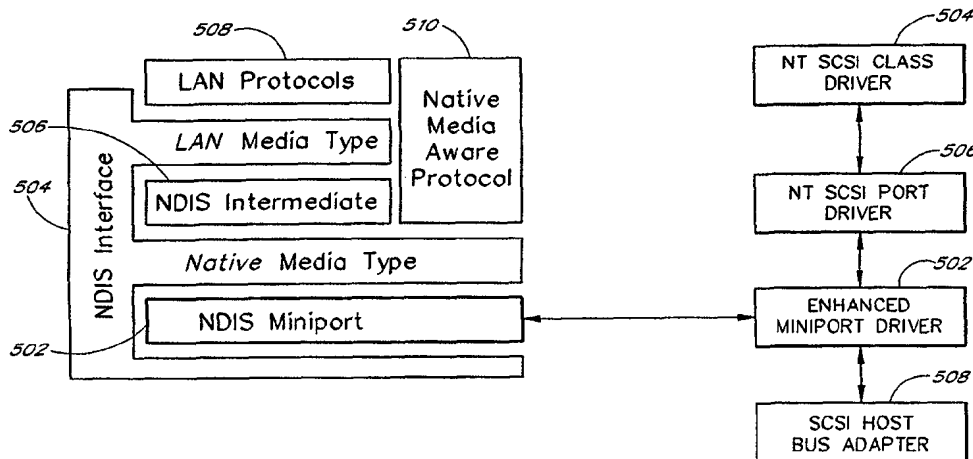 508
LAN Protocols
510
Native
Media
Aware
Protocol
LAN Media Type
506
NDIS Intermediate
504
NDIS Interface
Native Media Type
NDIS Miniport
502
504
NT SCSI CLASS
DRIVER
506
NT SCSI PORT
DRIVER
502
ENHANCED
MINIPORT DRIVER
508
SCSI HOST
BUS ADAPTER